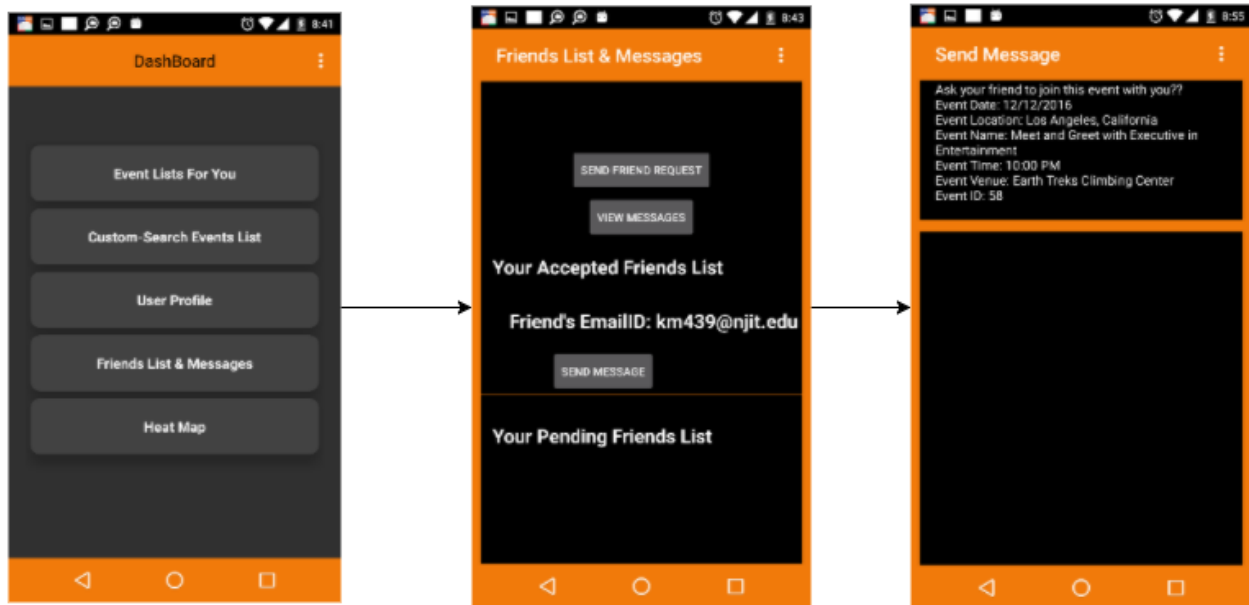 8:41
DashBoard
Event Lists For You
Custom-Search Events List
User Profile
Friends List & Messages
Heat Map
8:43
Friends List & Messages
SEND FRIEND REQUEST
VIEW MESSAGES
Your Accepted Friends List
Friend's EmailID: km439@njit.edu
SEND MESSAGE
Your Pending Friends List
8:55
Send Message
Ask your friend to join this event with you??
Event Date: 12/12/2016
Event Location: Los Angeles, California
Event Name: Meet and Greet with Executive in
Entertainment
Event Time: 10:00 PM
Event Venue: Earth Treks Climbing Center
Event ID: 58